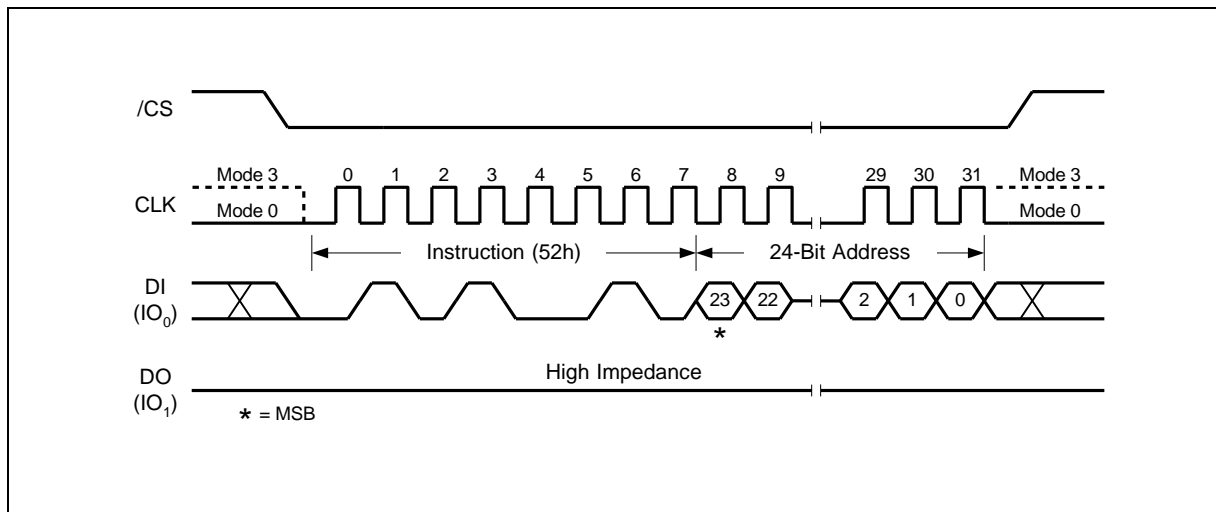 /CS
Mode 3
0 1 2 3 4 5 6 7 8 9 29 30 31
Mode 3
CLK
Mode 0
Mode 0
Instruction (52h)
24-Bit Address
DI
(IO₀)
23 22 2 1 0
*
High Impedance
DO
(IO₁)
* = MSB